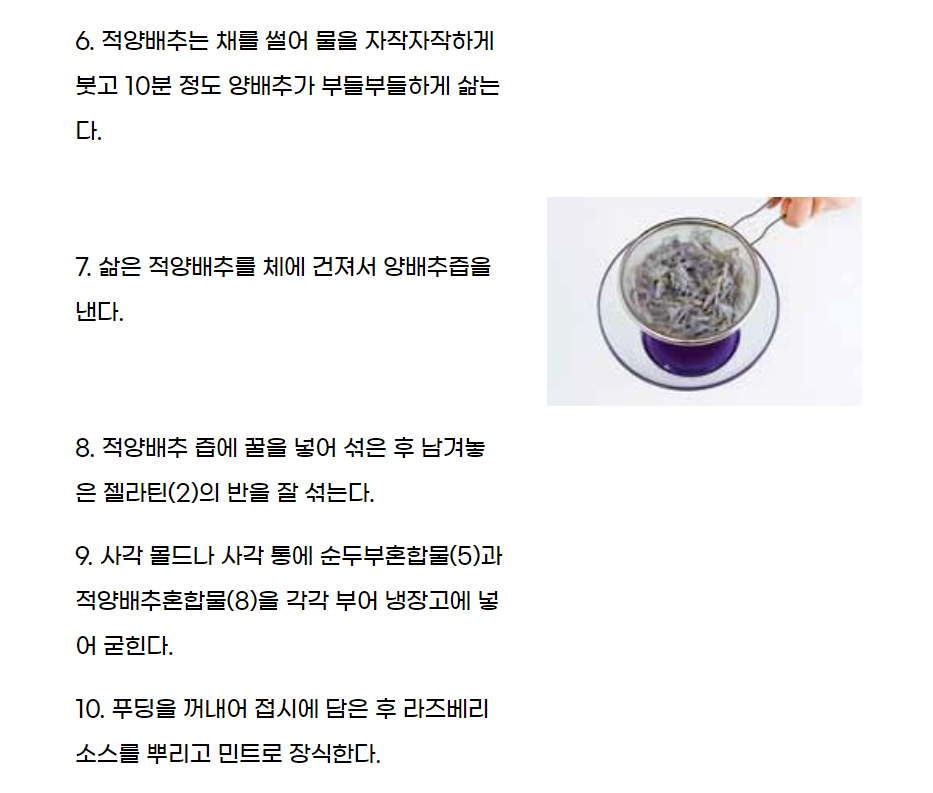 6. 적양배추는 채를 썰어 물을 자작자작하게
붓고 10분 정도 양배추가 부들부들하게 삶는
다.
7. 삶은 적양배추를 체에 건져서 양배추즙을
낸다.
8. 적양배추 즙에 꿀을 넣어 섞은 후 남겨놓
은 젤라틴(2)의 반을 잘 섞는다.
9. 사각 몰드나 사각 통에 순두부혼합물(5)과
적양배추혼합물(8)을 각각 부어 냉장고에 넣
어 굳힌다.
10. 푸딩을 꺼내어 접시에 담은 후 라즈베리
소스를 뿌리고 민트로 장식한다.